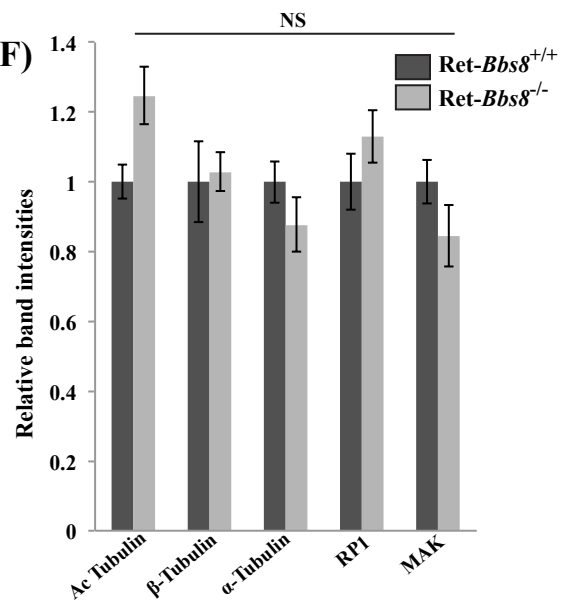 NS
F)
Ret-Bbs8+/+
Ret-Bbs8-/-
Relative band intensities
1.4
1.2
1
0.8
0.6
0.4
0.2
0
Ac Tubulin
β-Tubulin
α-Tubulin
RP1
MAK